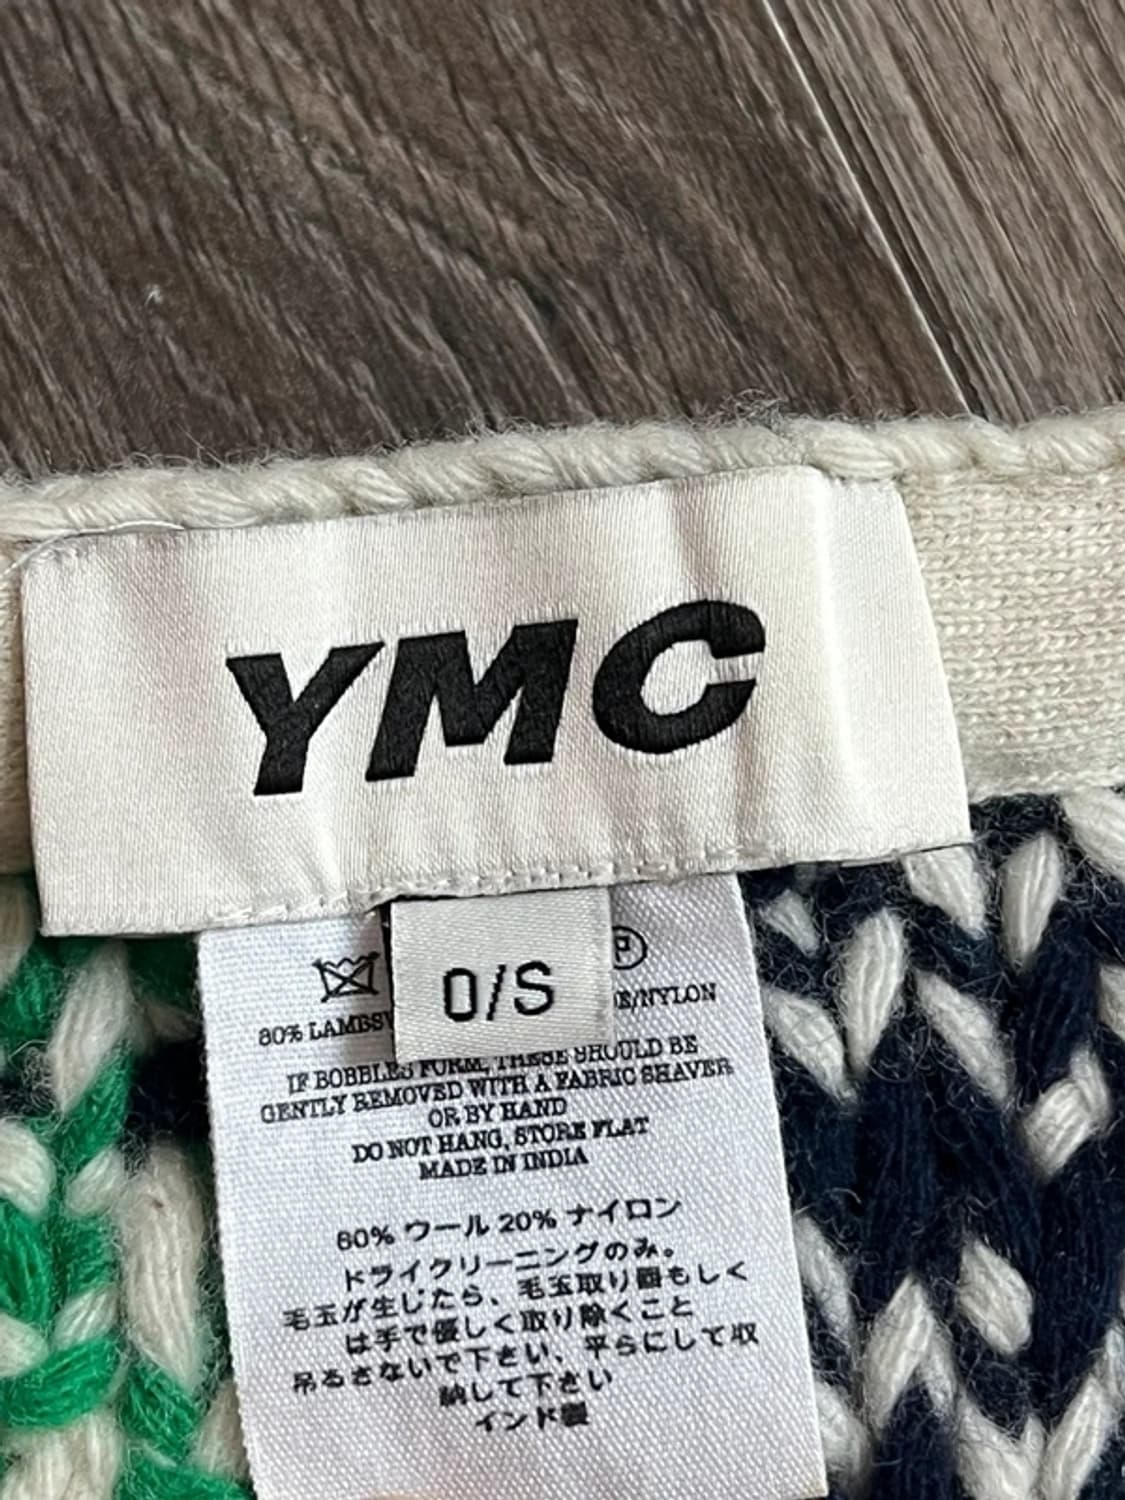 YMC
0/S
P
80% LAMBSW E/NYLON
IF BOBBLES FORM, THESE SHOULD BE
GENTLY REMOVED WITH A FABRIC SHAVER
OR BY HAND
DO NOT HANG, STORE FLAT
MADE IN INDIA
80% ウール 20% ナイロン
ドライクリーニングのみ。
毛玉が生じたら、毛玉取り器もしく
は手で優しく取り除くこと
吊るさないで下さい、平らにして収
納して下さい
インド製